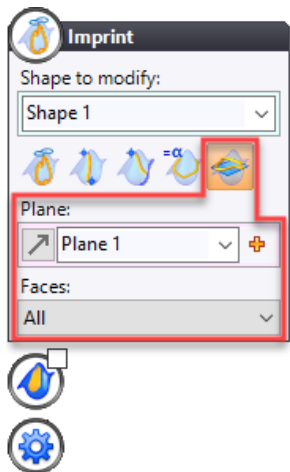 Imprint
Shape to modify:
Shape 1
=α
Plane:
Plane 1
Faces:
All